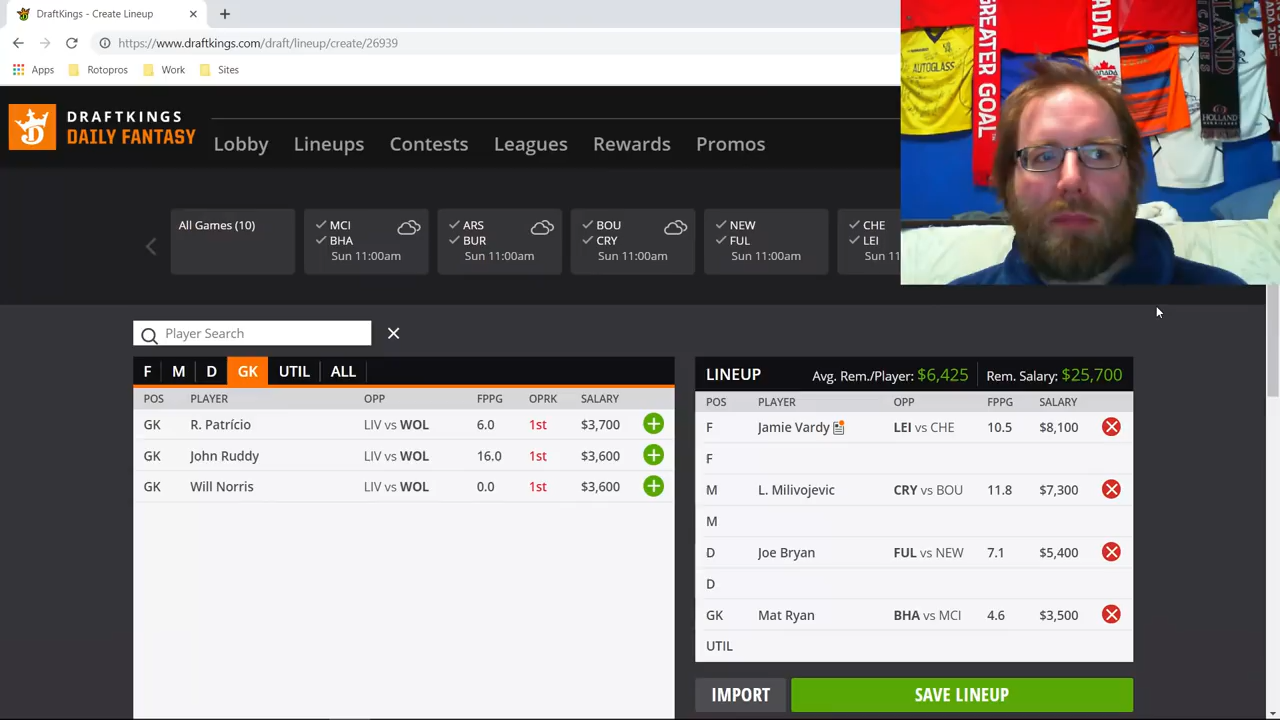 DraftKings - Create Lineup
https://www.draftkings.com/draft/lineup/create/26939
Apps Rotopros Work Sites
DRAFTKINGS
DAILY FANTASY
Lobby Lineups Contests Leagues Rewards Promos
All Games (10)
MCI
BHA
Sun 11:00am
ARS
BUR
Sun 11:00am
BOU
CRY
Sun 11:00am
NEW
FUL
Sun 11:00am
CHE
LEI
Sun 11:00am
Player Search
F M D GK UTIL ALL
POS PLAYER OPP FPPG OPRK SALARY
GK R. Patrício LIV vs WOL 6.0 1st $3,700
GK John Ruddy LIV vs WOL 16.0 1st $3,600
GK Will Norris LIV vs WOL 0.0 1st $3,600
LINEUP Avg. Rem./Player: $6,425 Rem. Salary: $25,700
POS PLAYER OPP FPPG SALARY
F Jamie Vardy LEI vs CHE 10.5 $8,100
F
M L. Milivojevic CRY vs BOU 11.8 $7,300
M
D Joe Bryan FUL vs NEW 7.1 $5,400
D
GK Mat Ryan BHA vs MCI 4.6 $3,500
UTIL
IMPORT SAVE LINEUP
GREATER GOAL
AUTOGLASS
CANADA
HOLLAND